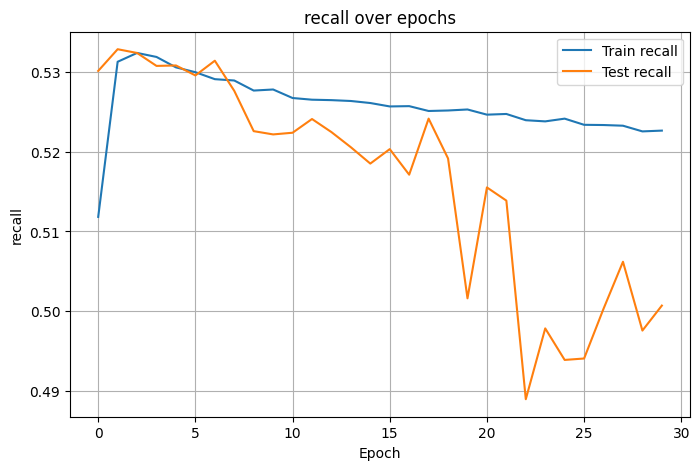 recall over epochs
Train recall
Test recall
0.53
0.52
0.51
0.50
0.49
recall
0 5 10 15 20 25 30
Epoch